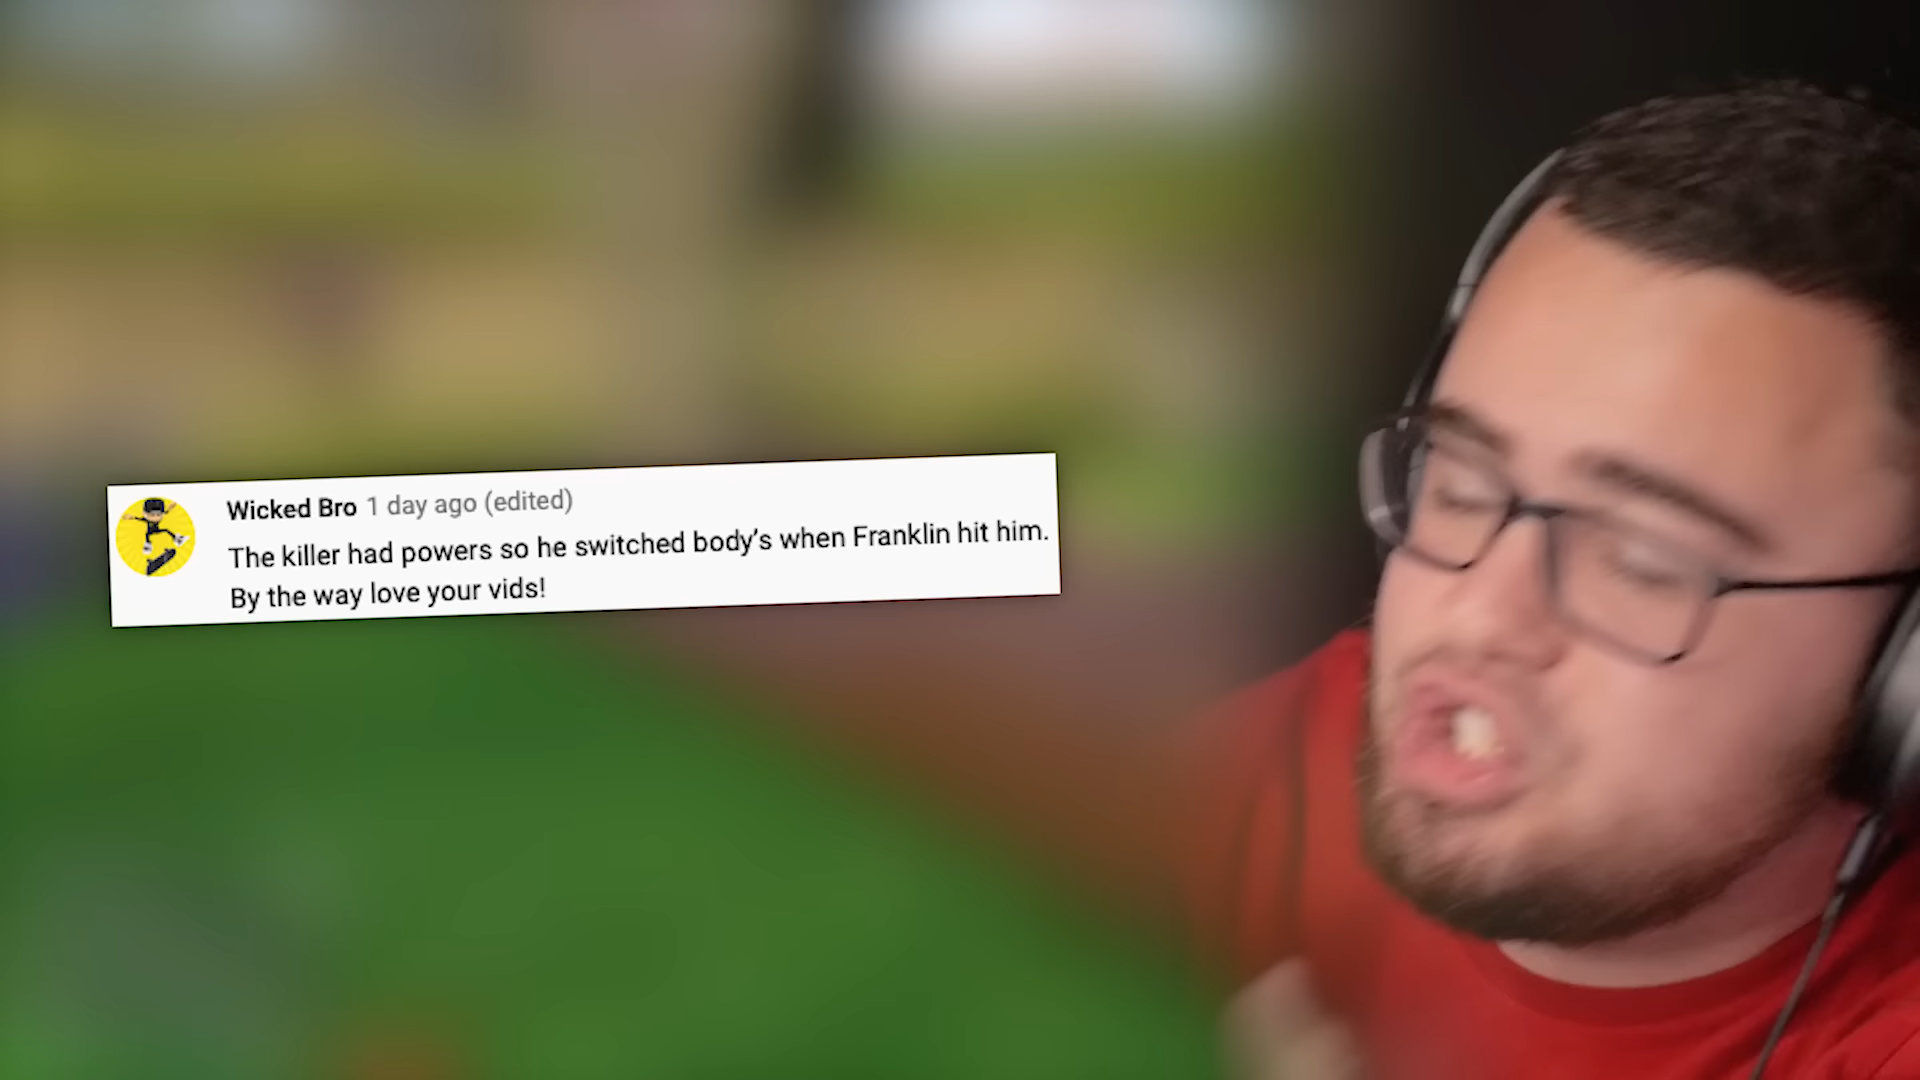 Wicked Bro 1 day ago (edited)
The killer had powers so he switched body's when Franklin hit him.
By the way love your vids!